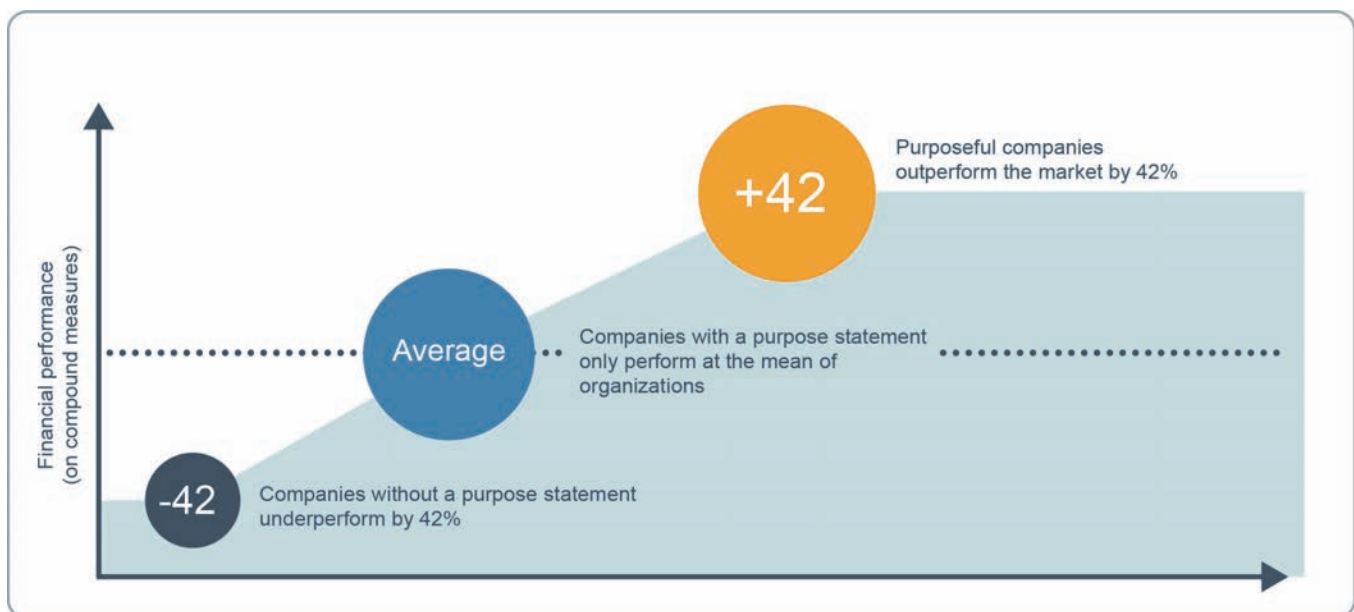 +42
Purposeful companies
outperform the market by 42%
Financial performance
(on compound measures)
Average
Companies with a purpose statement
only perform at the mean of
organizations
-42
Companies without a purpose statement
underperform by 42%